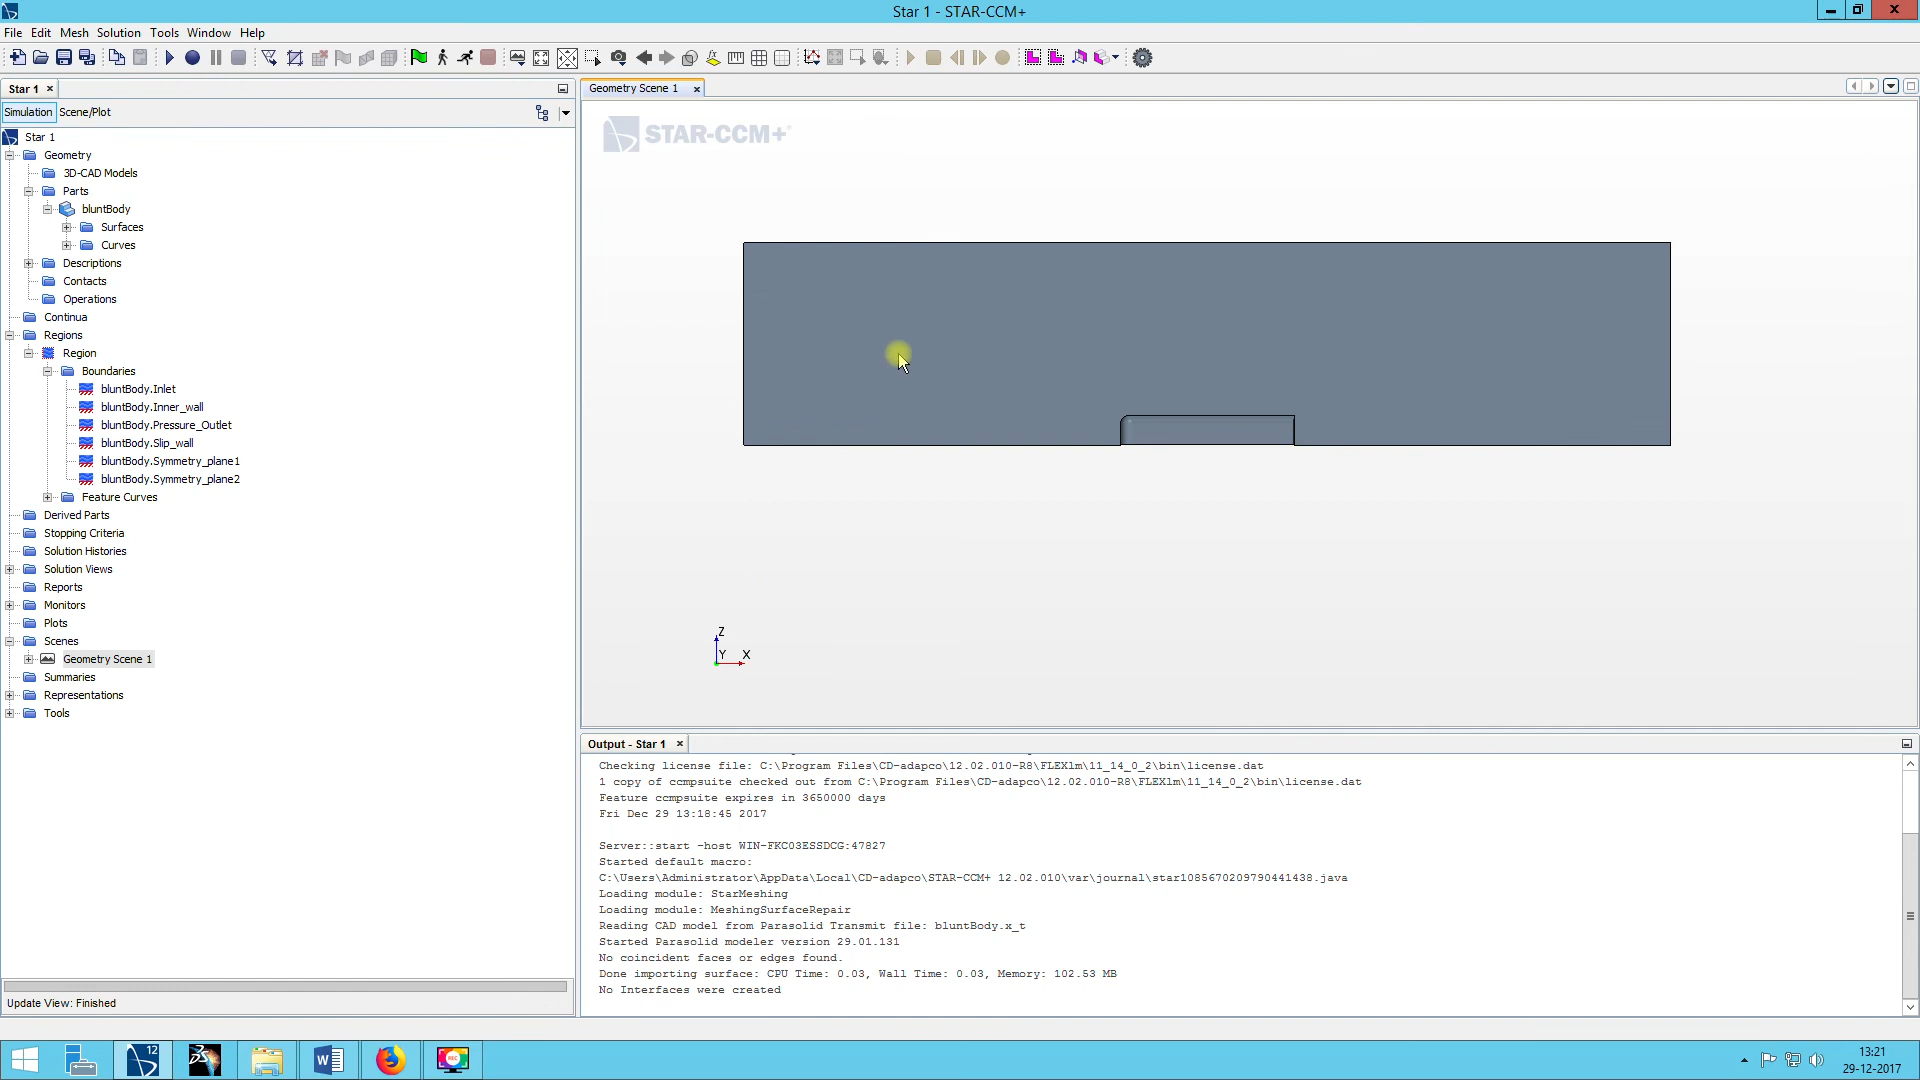 Star 1 - STAR-CCM+
File Edit Mesh Solution Tools Window Help
Star 1
Geometry Scene 1
Simulation Scene/Plot
Star 1
Geometry
3D-CAD Models
Parts
bluntBody
Surfaces
Curves
Descriptions
Contacts
Operations
Continua
Regions
Region
Boundaries
bluntBody.Inlet
bluntBody.Inner_wall
bluntBody.Pressure_Outlet
bluntBody.Slip_wall
bluntBody.Symmetry_plane1
bluntBody.Symmetry_plane2
Feature Curves
Derived Parts
Stopping Criteria
Solution Histories
Solution Views
Reports
Monitors
Plots
Scenes
Geometry Scene 1
Summaries
Representations
Tools
Update View: Finished
STAR-CCM+
Z
Y X
Output - Star 1
Checking license file: C:\Program Files\CD-adapco\12.02.010-R8\FLEXlm\11_14_0_2\bin\license.dat
1 copy of ccmpsuite checked out from C:\Program Files\CD-adapco\12.02.010-R8\FLEXlm\11_14_0_2\bin\license.dat
Feature ccmpsuite expires in 3650000 days
Fri Dec 29 13:18:45 2017
Server::start -host WIN-FKC03ESSDCG:47827
Started default macro:
C:\Users\Administrator\AppData\Local\CD-adapco\STAR-CCM+ 12.02.010\var\journal\star1085670209790441438.java
Loading module: StarMeshing
Loading module: MeshingSurfaceRepair
Reading CAD model from Parasolid Transmit file: bluntBody.x_t
Started Parasolid modeler version 29.01.131
No coincident faces or edges found.
Done importing surface: CPU Time: 0.03, Wall Time: 0.03, Memory: 102.53 MB
No Interfaces were created
12
REC
13:21
29-12-2017